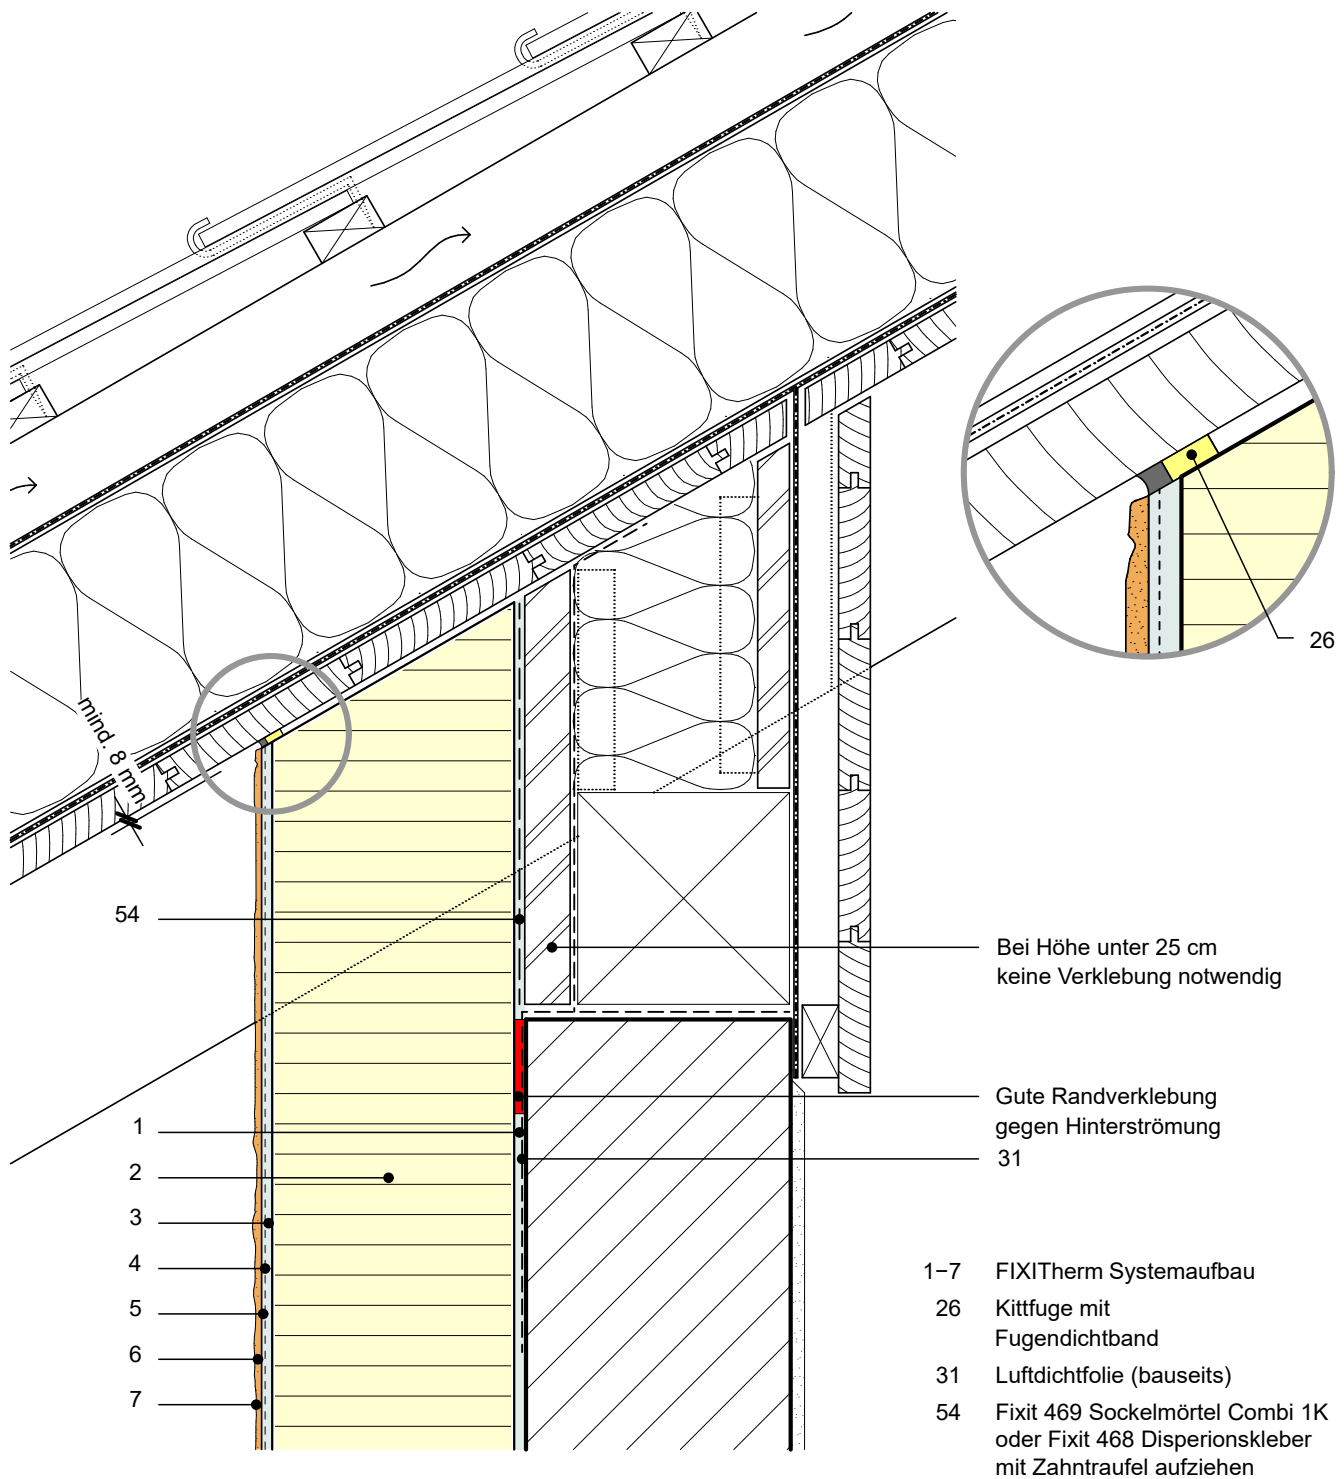 mind. 8 mm
26
54
Bei Höhe unter 25 cm
keine Verklebung notwendig
Gute Randverklebung
gegen Hinterströmung
31
1
2
3
4
5
6
7
1–7 FIXITherm Systemaufbau
26 Kittfuge mit
Fugendichtband
31 Luftdichtfolie (bauseits)
54 Fixit 469 Sockelmörtel Combi 1K
oder Fixit 468 Disperionskleber
mit Zahntraufel aufziehen